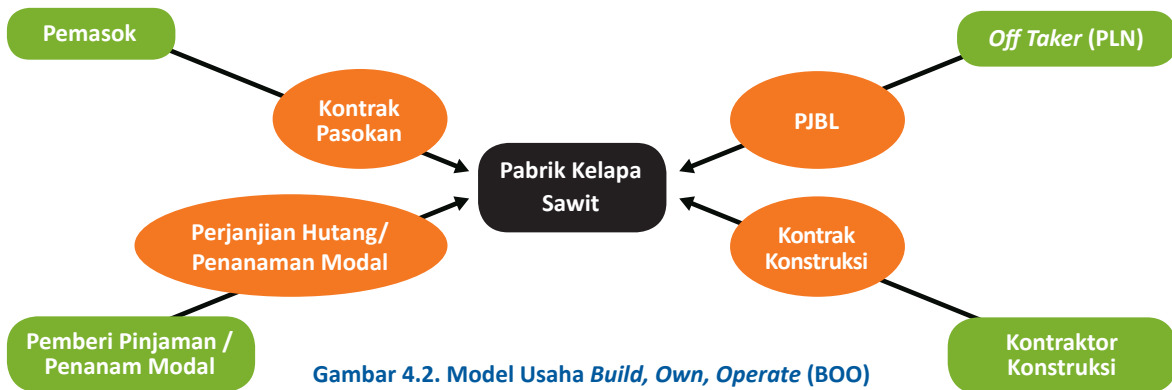 Pemasok
Off Taker (PLN)
Kontrak
Pasokan
PJBL
Pabrik Kelapa
Sawit
Perjanjian Hutang/
Penanaman Modal
Kontrak
Konstruksi
Pemberi Pinjaman /
Penanam Modal
Kontraktor
Konstruksi
Gambar 4.2. Model Usaha Build, Own, Operate (BOO)